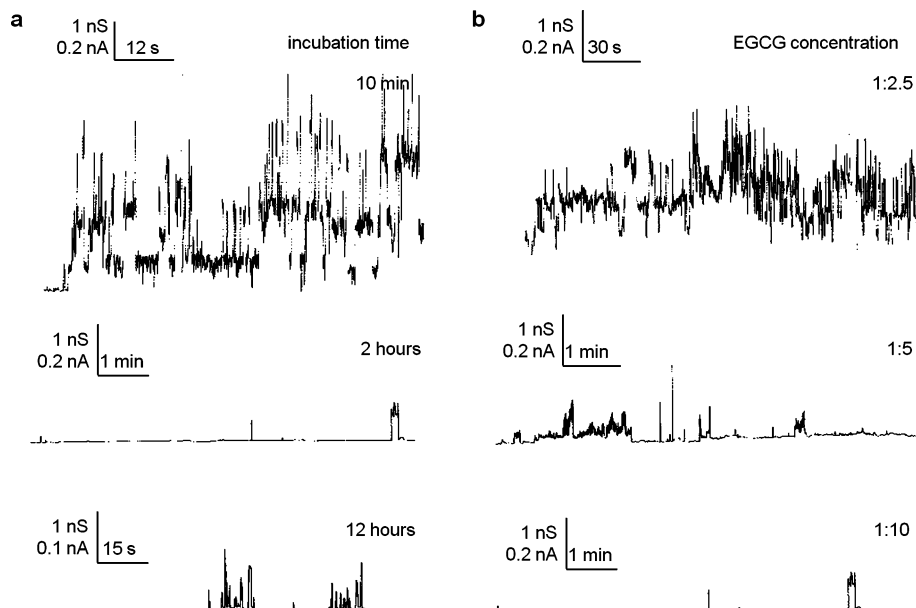 a
1 nS
0.2 nA 12 s
incubation time
10 min
1 nS
0.2 nA 1 min
2 hours
1 nS
0.1 nA 15 s
12 hours
b
1 nS
0.2 nA 30 s
EGCG concentration
1:2.5
1 nS
0.2 nA 1 min
1:5
1 nS
0.2 nA 1 min
1:10